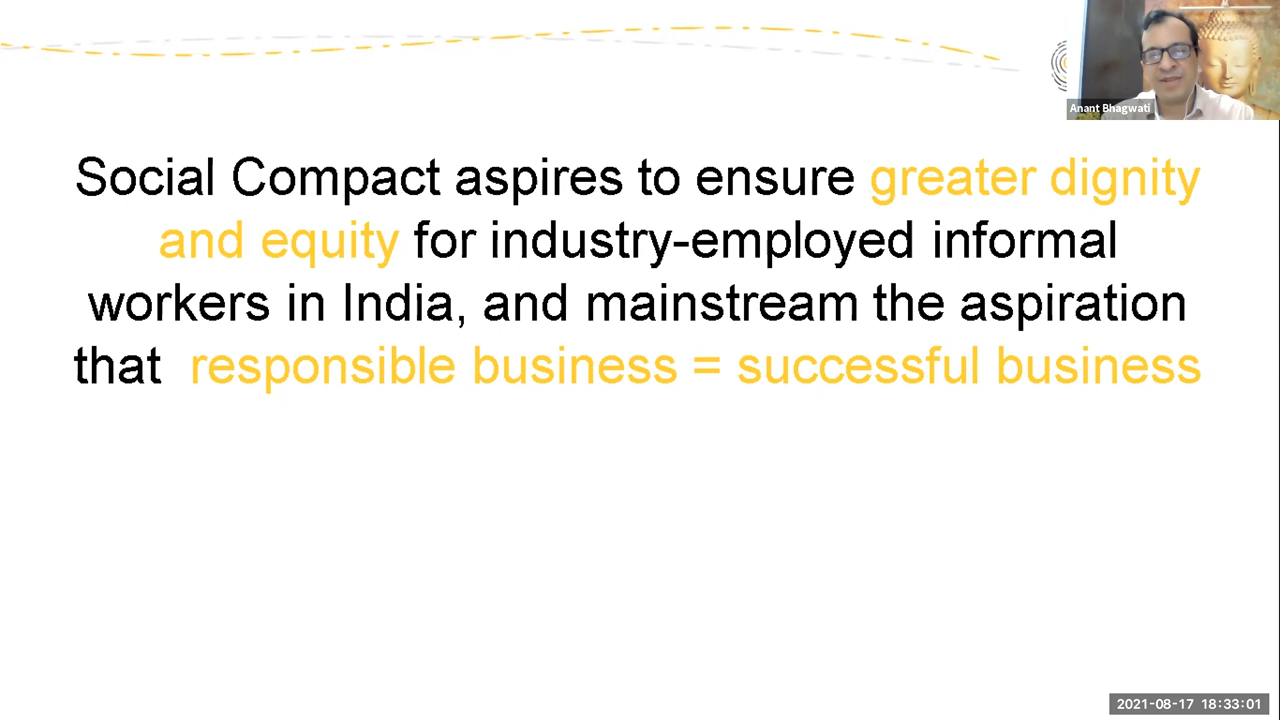 Anant Bhagwati
Social Compact aspires to ensure greater dignity
and equity for industry-employed informal
workers in India, and mainstream the aspiration
that responsible business = successful business
2021-08-17 18:33:01